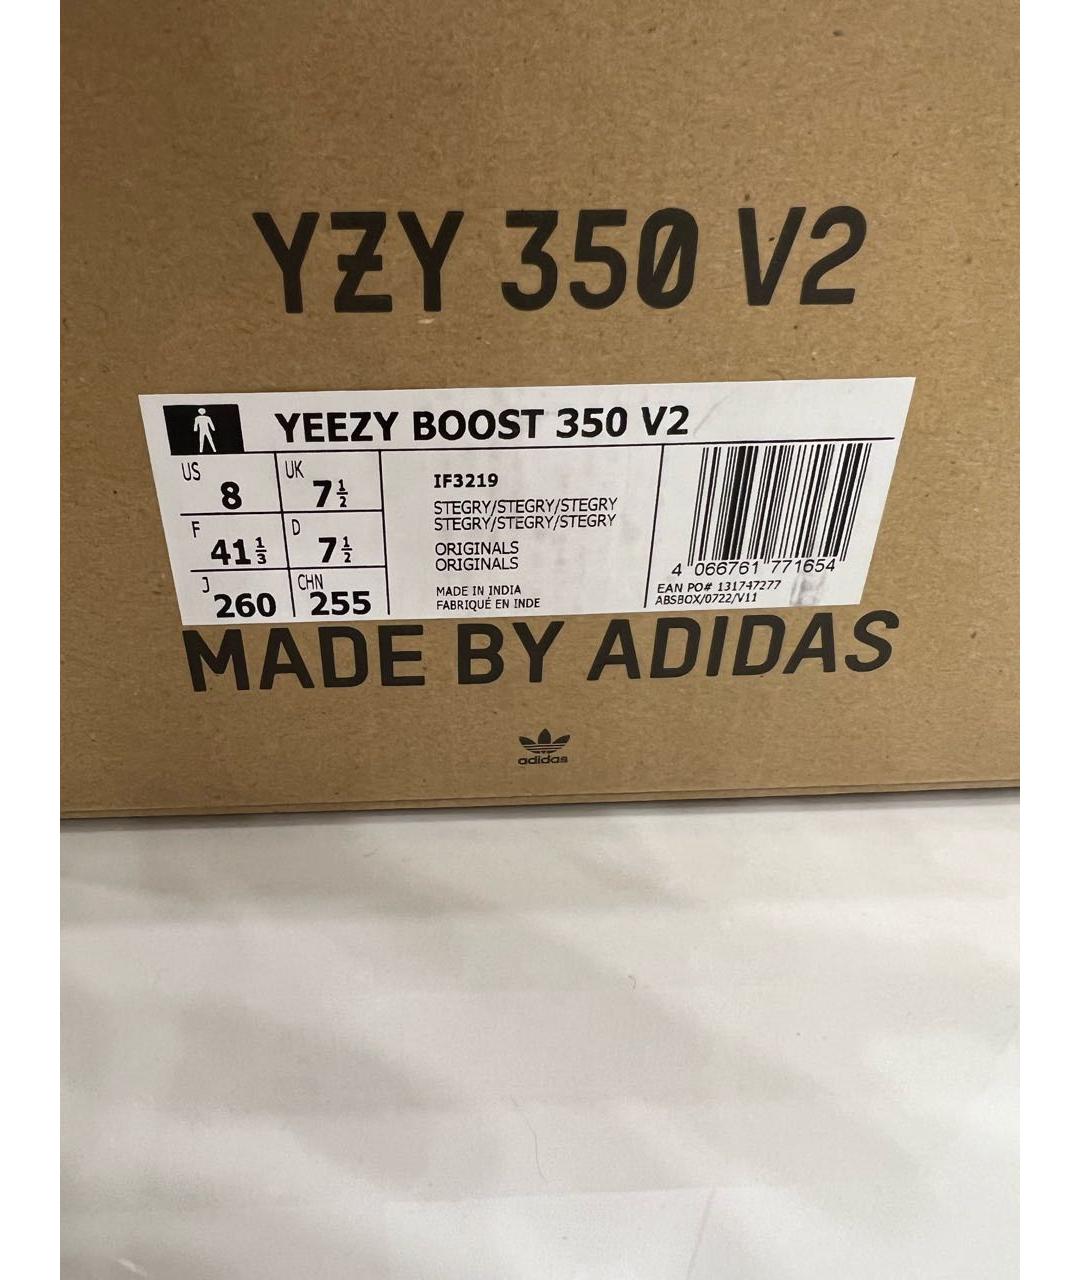 YZY 350 V2
YEEZY BOOST 350 V2
US 8
UK 7½
F 41⅓
D 7½
J 260
CHN 255
IF3219
STEGRY/STEGRY/STEGRY
STEGRY/STEGRY/STEGRY
ORIGINALS
ORIGINALS
MADE IN INDIA
FABRIQUÉ EN INDE
4 066761 771654
EAN PO# 131747277
ABSBOX/0722/V11
MADE BY ADIDAS
adidas